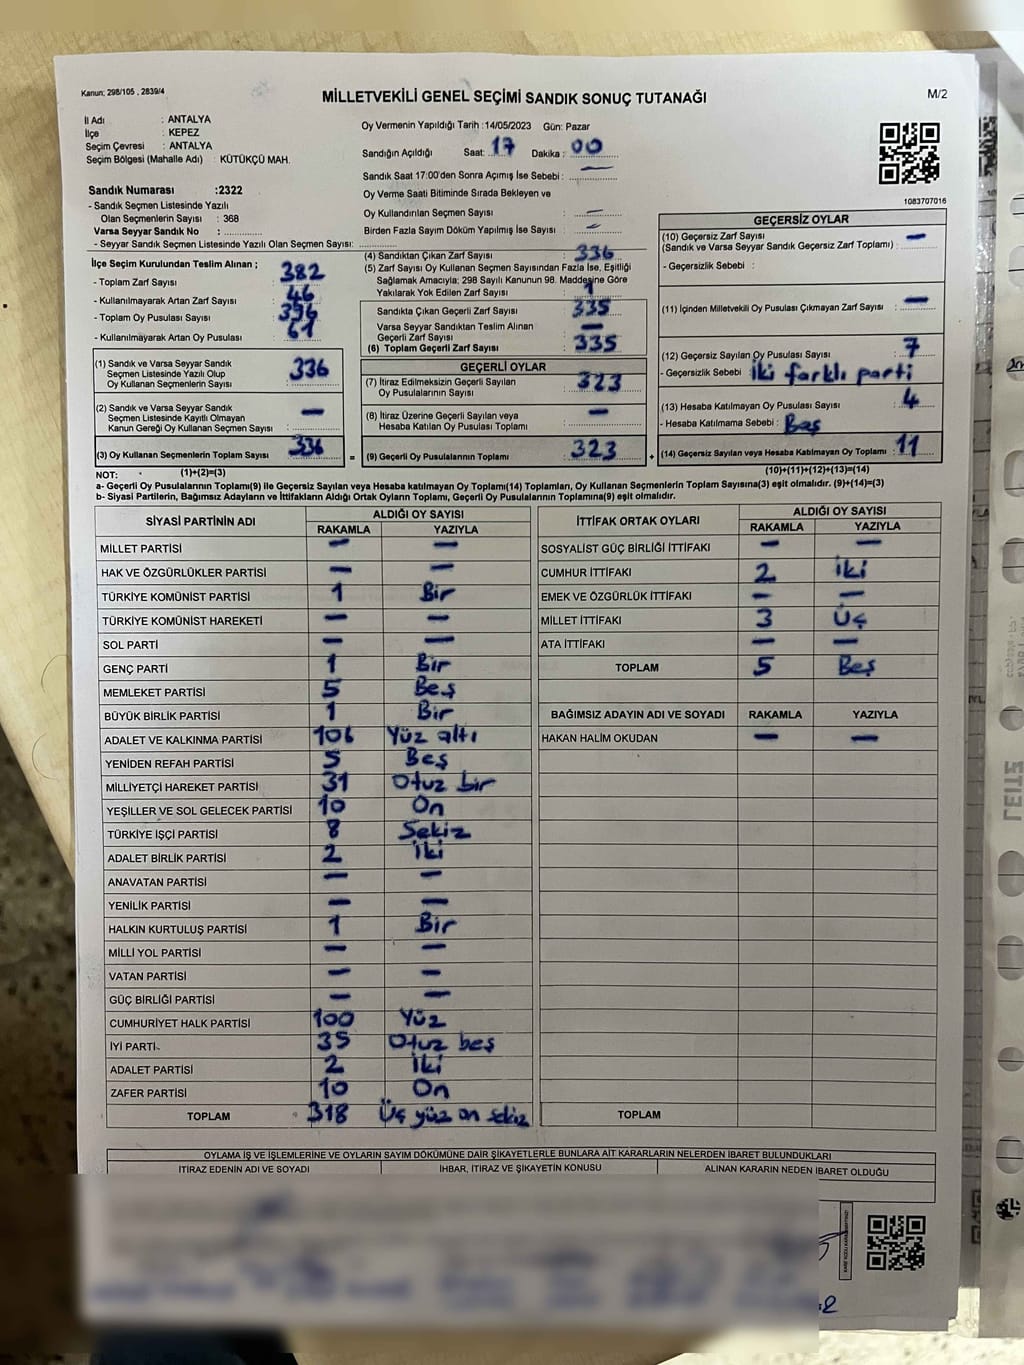 Kanun: 298/105 , 2839/4
MİLLETVEKİLİ GENEL SEÇİMİ SANDIK SONUÇ TUTANAĞI
M/2
İl Adı : ANTALYA
İlçe : KEPEZ
Seçim Çevresi : ANTALYA
Seçim Bölgesi (Mahalle Adı) : KÜTÜKÇÜ MAH.
Sandık Numarası :2322
- Sandık Seçmen Listesinde Yazılı
Olan Seçmenlerin Sayısı : 368
Varsa Seyyar Sandık No :
- Seyyar Sandık Seçmen Listesinde Yazılı Olan Seçmen Sayısı:
Oy Vermenin Yapıldığı Tarih :14/05/2023 Gün: Pazar
Sandığın Açıldığı Saat: 17 Dakika : 00
Sandık Saat 17:00'den Sonra Açımış İse Sebebi : —
Oy Verme Saati Bitiminde Sırada Bekleyen ve
Oy Kullandırılan Seçmen Sayısı : —
Birden Fazla Sayım Döküm Yapılmış İse Sayısı : —
1083707016
İlçe Seçim Kurulundan Teslim Alınan ;
- Toplam Zarf Sayısı : 382
- Kullanılmayarak Artan Zarf Sayısı : 46
- Toplam Oy Pusulası Sayısı : 396
- Kullanılmayarak Artan Oy Pusulası : 61
(4) Sandıktan Çıkan Zarf Sayısı : 336
(5) Zarf Sayısı Oy Kullanan Seçmen Sayısından Fazla İse, Eşitliği
Sağlamak Amacıyla; 298 Sayılı Kanunun 98. Maddesine Göre
Yakılarak Yok Edilen Zarf Sayısı : 1
Sandıkta Çıkan Geçerli Zarf Sayısı : 335
Varsa Seyyar Sandıktan Teslim Alınan
Geçerli Zarf Sayısı : —
(6) Toplam Geçerli Zarf Sayısı : 335
GEÇERSİZ OYLAR
(10) Geçersiz Zarf Sayısı
(Sandık ve Varsa Seyyar Sandık Geçersiz Zarf Toplamı) : —
- Geçersizlik Sebebi :
(11) İçinden Milletvekili Oy Pusulası Çıkmayan Zarf Sayısı : —
(12) Geçersiz Sayılan Oy Pusulası Sayısı : 7
- Geçersizlik Sebebi : İki farklı parti
(13) Hesaba Katılmayan Oy Pusulası Sayısı : 4
- Hesaba Katılmama Sebebi : Boş
(14) Geçersiz Sayılan veya Hesaba Katılmayan Oy Toplamı : 11
(10)+(11)+(12)+(13)=(14)
(1) Sandık ve Varsa Seyyar Sandık
Seçmen Listesinde Yazılı Olup
Oy Kullanan Seçmenlerin Sayısı : 336
(2) Sandık ve Varsa Seyyar Sandık
Seçmen Listesinde Kayıtlı Olmayan
Kanun Gereği Oy Kullanan Seçmen Sayısı : —
(3) Oy Kullanan Seçmenlerin Toplam Sayısı : 336 =
(1)+(2)=(3)
GEÇERLİ OYLAR
(7) İtiraz Edilmeksizin Geçerli Sayılan
Oy Pusulalarının Sayısı : 323
(8) İtiraz Üzerine Geçerli Sayılan veya
Hesaba Katılan Oy Pusulası Toplamı : —
(9) Geçerli Oy Pusulalarının Toplamı : 323 +
NOT:
a- Geçerli Oy Pusulalarının Toplamı(9) ile Geçersiz Sayılan veya Hesaba katılmayan Oy Toplamı(14) Toplamları, Oy Kullanan Seçmenlerin Toplam Sayısına(3) eşit olmalıdır. (9)+(14)=(3)
b- Siyasi Partilerin, Bağımsız Adayların ve İttifakların Aldığı Ortak Oyların Toplamı, Geçerli Oy Pusulalarının Toplamına(9) eşit olmalıdır.
SİYASİ PARTİNİN ADI ALDIĞI OY SAYISI
RAKAMLA YAZIYLA
MİLLET PARTİSİ — —
HAK VE ÖZGÜRLÜKLER PARTİSİ — —
TÜRKİYE KOMÜNİST PARTİSİ 1 Bir
TÜRKİYE KOMÜNİST HAREKETİ — —
SOL PARTİ — —
GENÇ PARTİ 1 Bir
MEMLEKET PARTİSİ 5 Beş
BÜYÜK BİRLİK PARTİSİ 1 Bir
ADALET VE KALKINMA PARTİSİ 106 Yüz altı
YENİDEN REFAH PARTİSİ 5 Beş
MİLLİYETÇİ HAREKET PARTİSİ 31 Otuz bir
YEŞİLLER VE SOL GELECEK PARTİSİ 10 On
TÜRKİYE İŞÇİ PARTİSİ 8 Sekiz
ADALET BİRLİK PARTİSİ 2 İki
ANAVATAN PARTİSİ — —
YENİLİK PARTİSİ — —
HALKIN KURTULUŞ PARTİSİ 1 Bir
MİLLİ YOL PARTİSİ — —
VATAN PARTİSİ — —
GÜÇ BİRLİĞİ PARTİSİ — —
CUMHURİYET HALK PARTİSİ 100 Yüz
İYİ PARTİ 35 Otuz beş
ADALET PARTİSİ 2 İki
ZAFER PARTİSİ 10 On
TOPLAM 318 Üç yüz on sekiz
İTTİFAK ORTAK OYLARI ALDIĞI OY SAYISI
RAKAMLA YAZIYLA
SOSYALİST GÜÇ BİRLİĞİ İTTİFAKI — —
CUMHUR İTTİFAKI 2 İki
EMEK VE ÖZGÜRLÜK İTTİFAKI — —
MİLLET İTTİFAKI 3 Üç
ATA İTTİFAKI — —
TOPLAM 5 Beş
BAĞIMSIZ ADAYIN ADI VE SOYADI RAKAMLA YAZIYLA
HAKAN HALİM OKUDAN — —
TOPLAM
OYLAMA İŞ VE İŞLEMLERİNE VE OYLARIN SAYIM DÖKÜMÜNE DAİR ŞİKAYETLERLE BUNLARA AİT KARARLARIN NELERDEN İBARET BULUNDUKLARI
İTİRAZ EDENİN ADI VE SOYADI İHBAR, İTİRAZ VE ŞİKAYETİN KONUSU ALINAN KARARIN NEDEN İBARET OLDUĞU
LEITZ